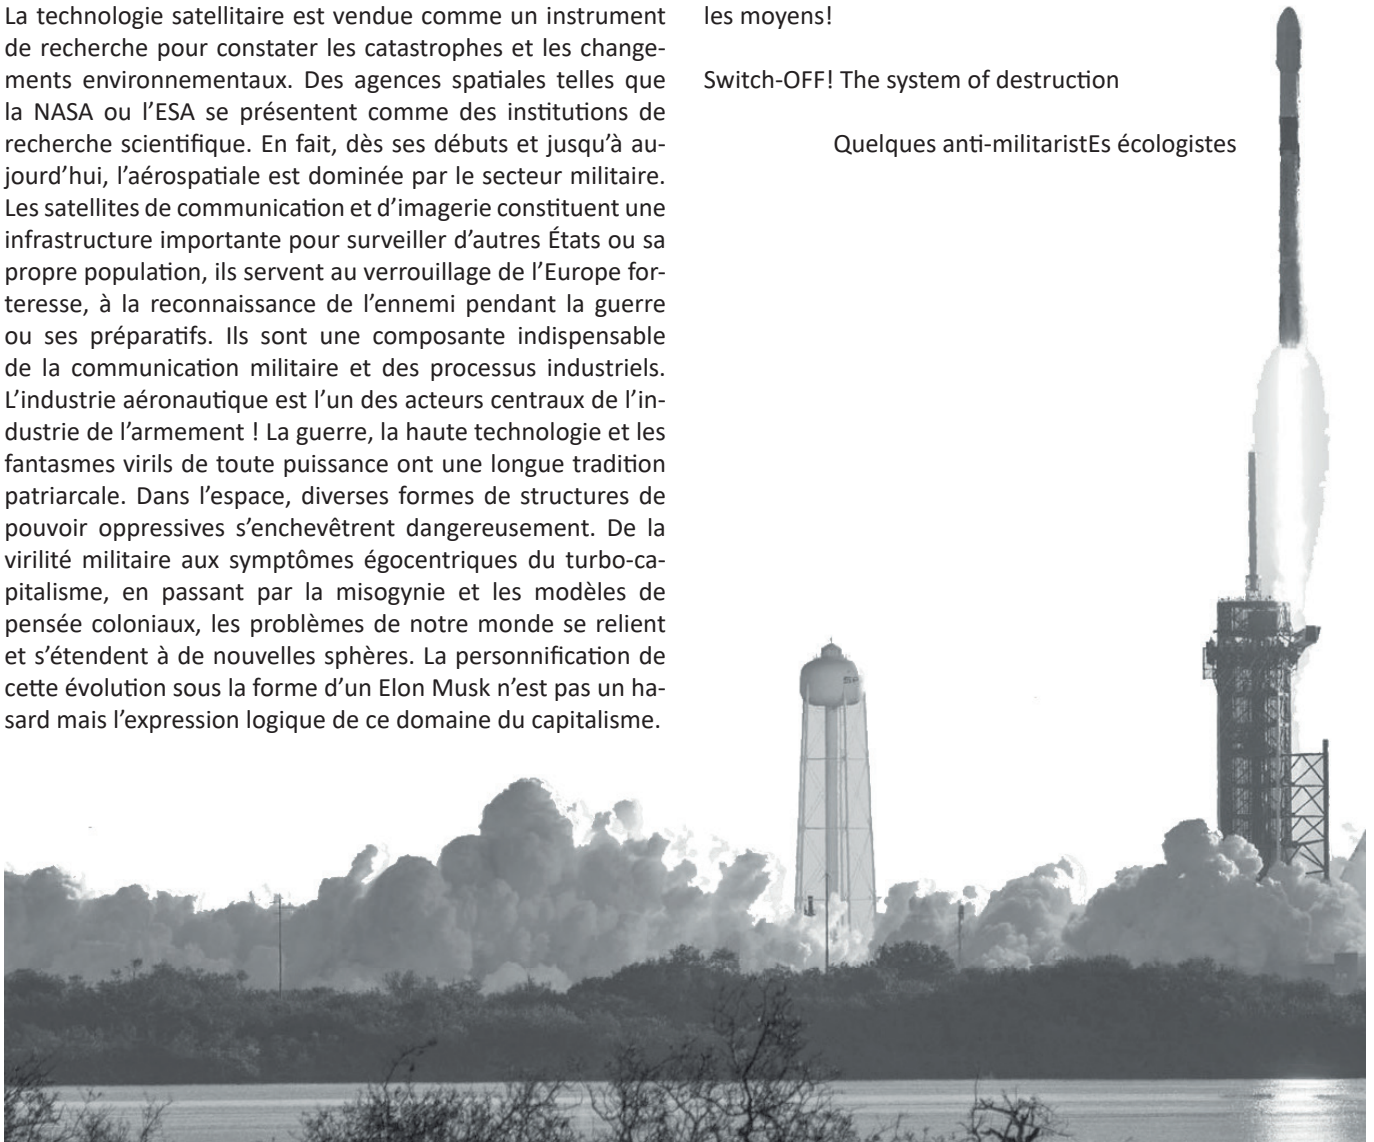 La technologie satellitaire est vendue comme un instrument
de recherche pour constater les catastrophes et les change-
ments environnementaux. Des agences spatiales telles que
la NASA ou l’ESA se présentent comme des institutions de
recherche scientifique. En fait, dès ses débuts et jusqu’à au-
jourd’hui, l’aérospatiale est dominée par le secteur militaire.
Les satellites de communication et d’imagerie constituent une
infrastructure importante pour surveiller d’autres États ou sa
propre population, ils servent au verrouillage de l’Europe for-
teresse, à la reconnaissance de l’ennemi pendant la guerre
ou ses préparatifs. Ils sont une composante indispensable
de la communication militaire et des processus industriels.
L’industrie aéronautique est l’un des acteurs centraux de l’in-
dustrie de l’armement ! La guerre, la haute technologie et les
fantasmes virils de toute puissance ont une longue tradition
patriarcale. Dans l’espace, diverses formes de structures de
pouvoir oppressives s’enchevêtrent dangereusement. De la
virilité militaire aux symptômes égocentriques du turbo-ca-
pitalisme, en passant par la misogynie et les modèles de
pensée coloniaux, les problèmes de notre monde se relient
et s’étendent à de nouvelles sphères. La personnification de
cette évolution sous la forme d’un Elon Musk n’est pas un ha-
sard mais l’expression logique de ce domaine du capitalisme.
les moyens!
Switch-OFF! The system of destruction
Quelques anti-militaristEs écologistes